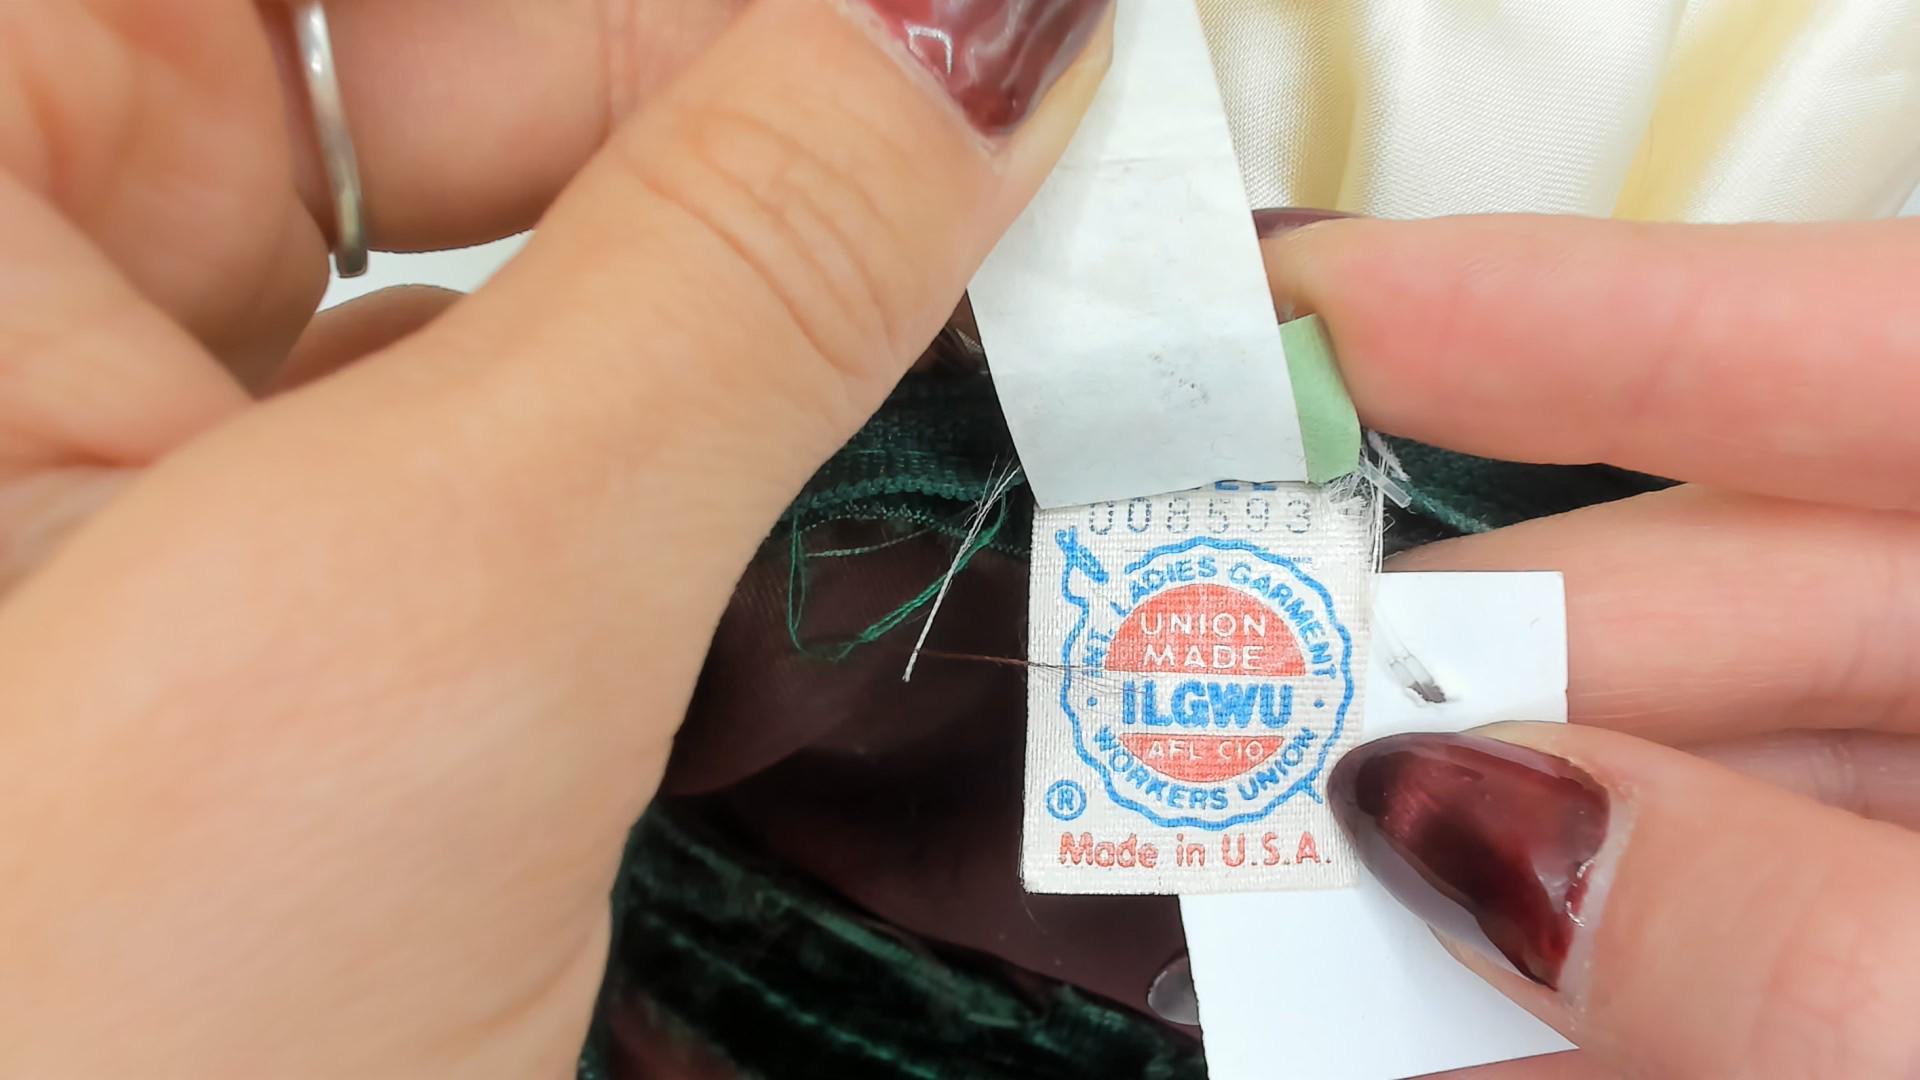 008593
INT. LADIES GARMENT
UNION
MADE
ILGWU
AFL CIO
WORKERS UNION
®
Made in U.S.A.